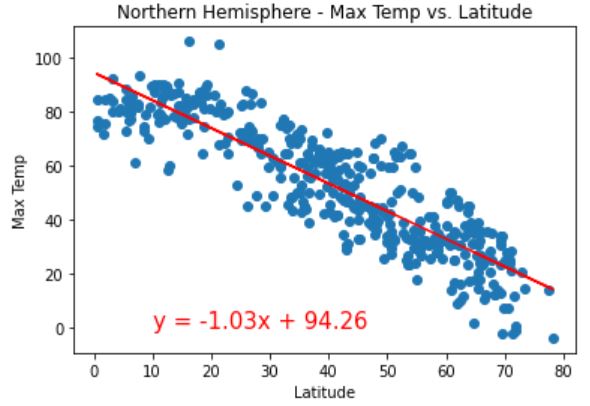 Northern Hemisphere - Max Temp vs. Latitude
100
80
60
40
20
0
Max Temp
y = -1.03x + 94.26
0 10 20 30 40 50 60 70 80
Latitude